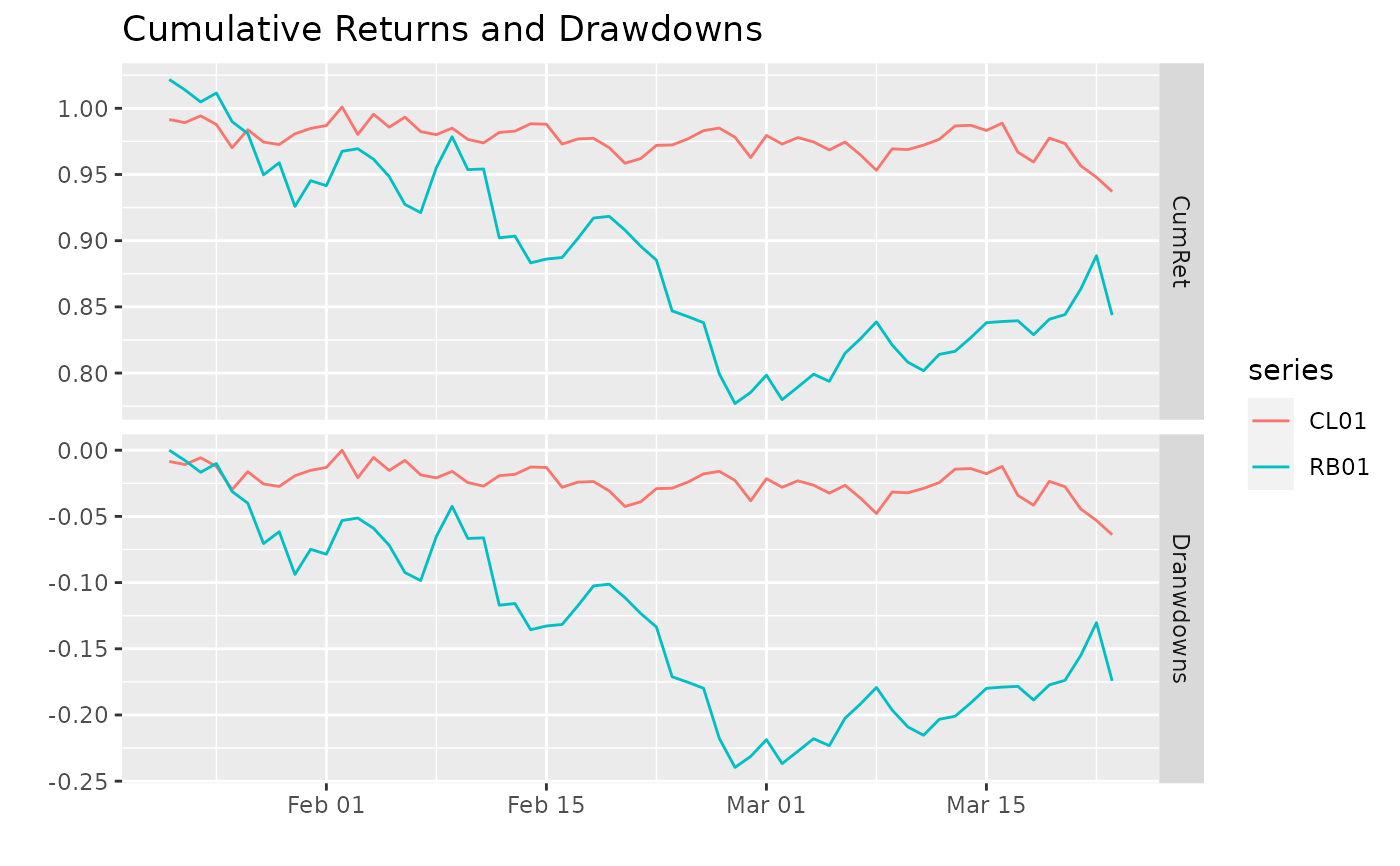 Cumulative Returns and Drawdowns
1.00
0.95
0.90
0.85
0.80
CumRet
0.00
-0.05
-0.10
-0.15
-0.20
-0.25
Dranwdowns
Feb 01 Feb 15 Mar 01 Mar 15
series
CL01
RB01